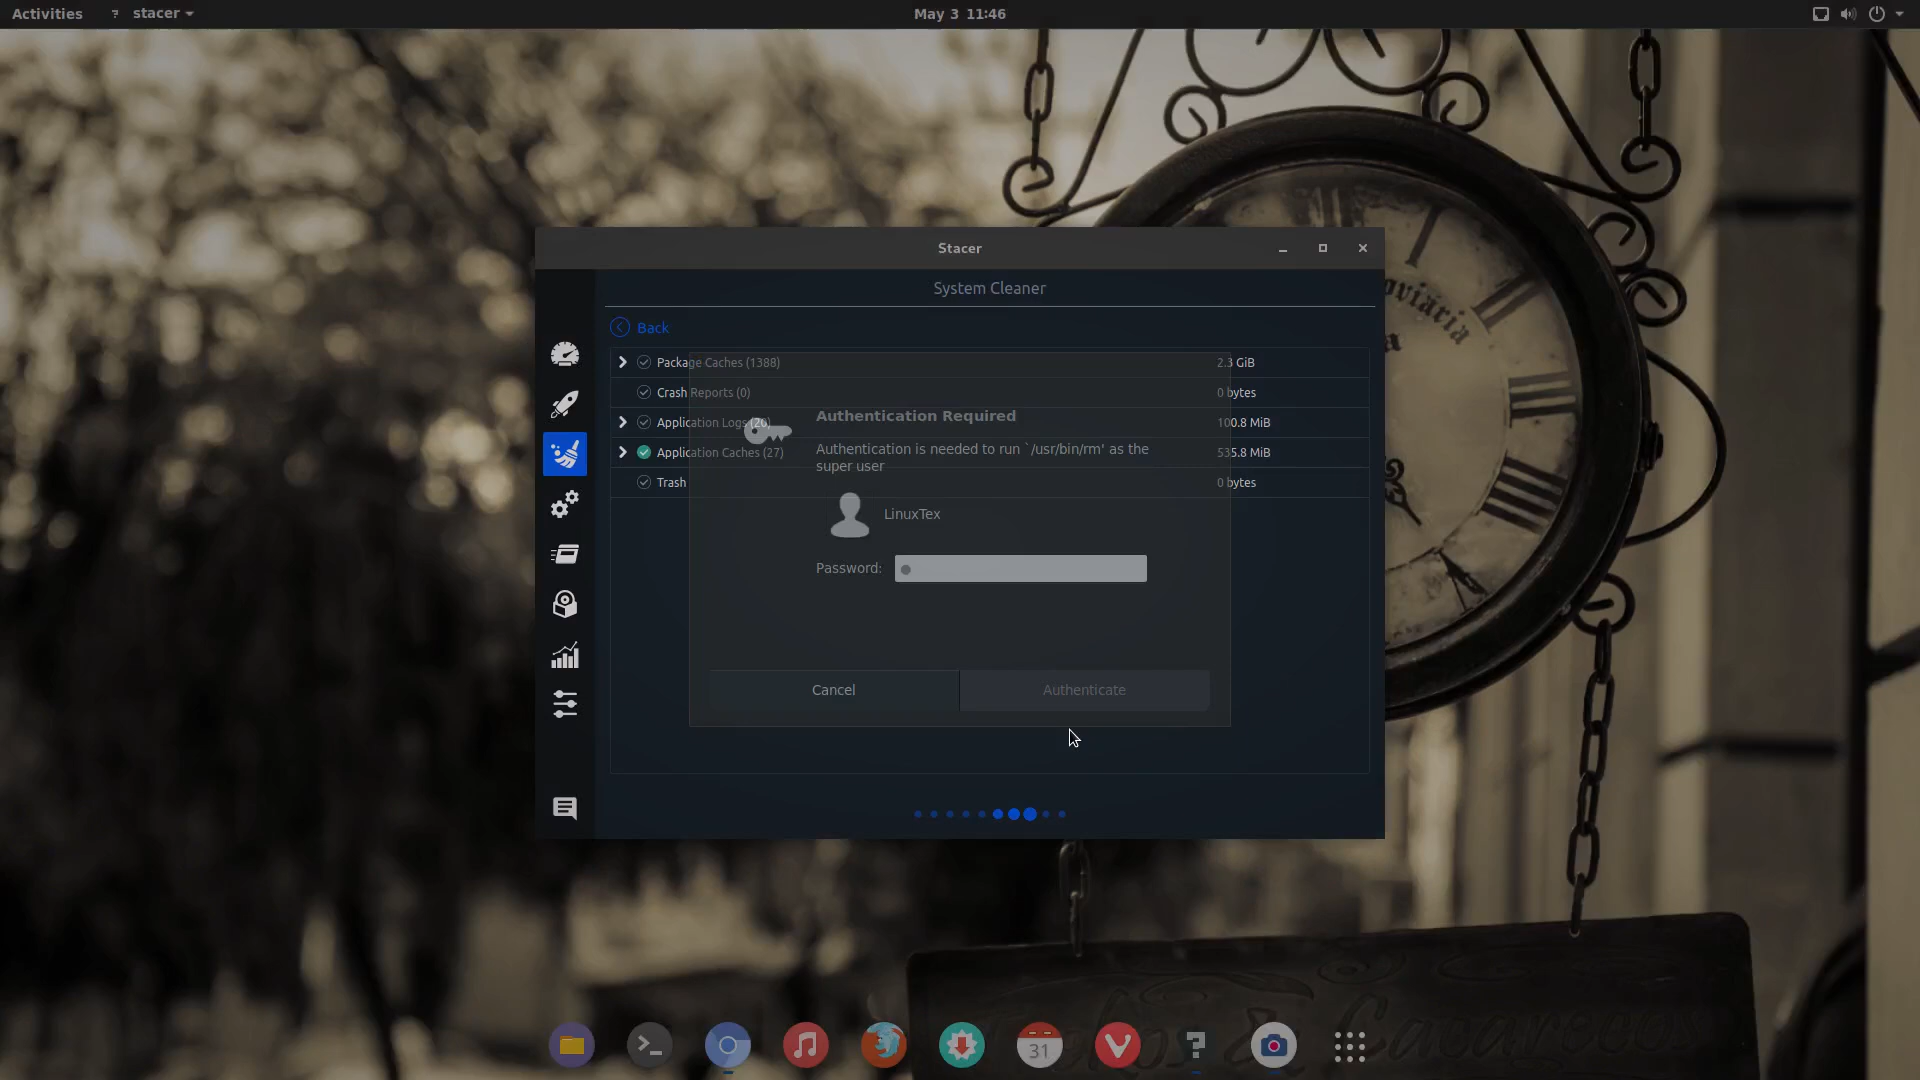 Activities
? stacer
May 3 11:46
Stacer
System Cleaner
Back
Package Caches (1388) 2.3 GiB
Crash Reports (0) 0 bytes
Application Logs (20) 100.8 MiB
Application Caches (27) 535.8 MiB
Trash 0 bytes
Authentication Required
Authentication is needed to run `/usr/bin/rm' as the
super user
LinuxTex
Password:
Cancel
Authenticate
31
?